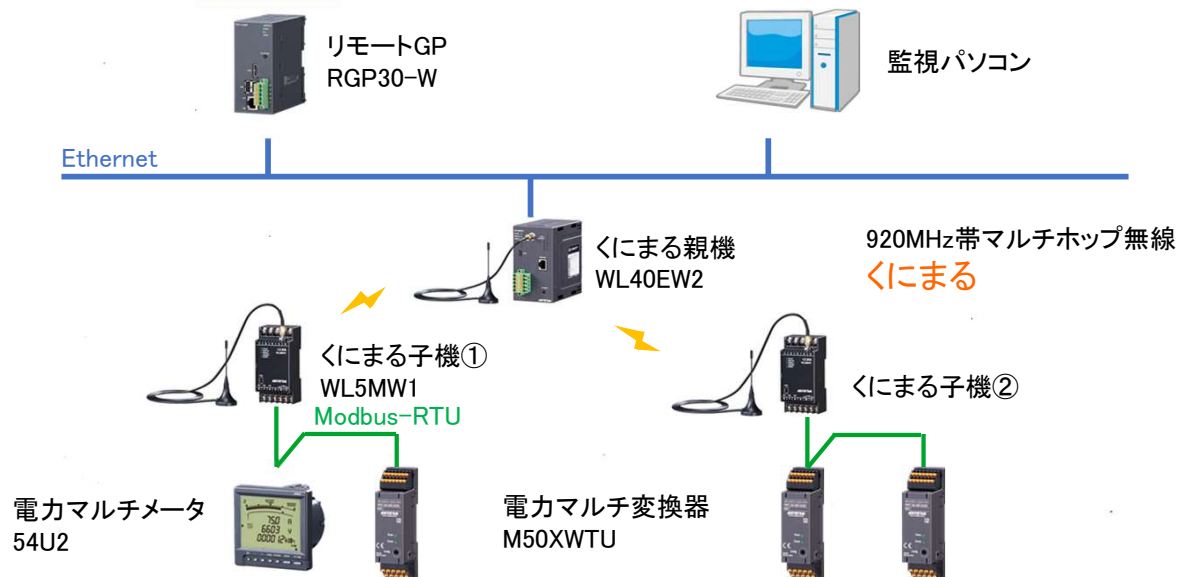 リモートGP
RGP30-W
監視パソコン
Ethernet
くにまる親機
WL40EW2
920MHz帯マルチホップ無線
くにまる
くにまる子機①
WL5MW1
Modbus-RTU
くにまる子機②
電力マルチメータ
54U2
電力マルチ変換器
M50XWTU